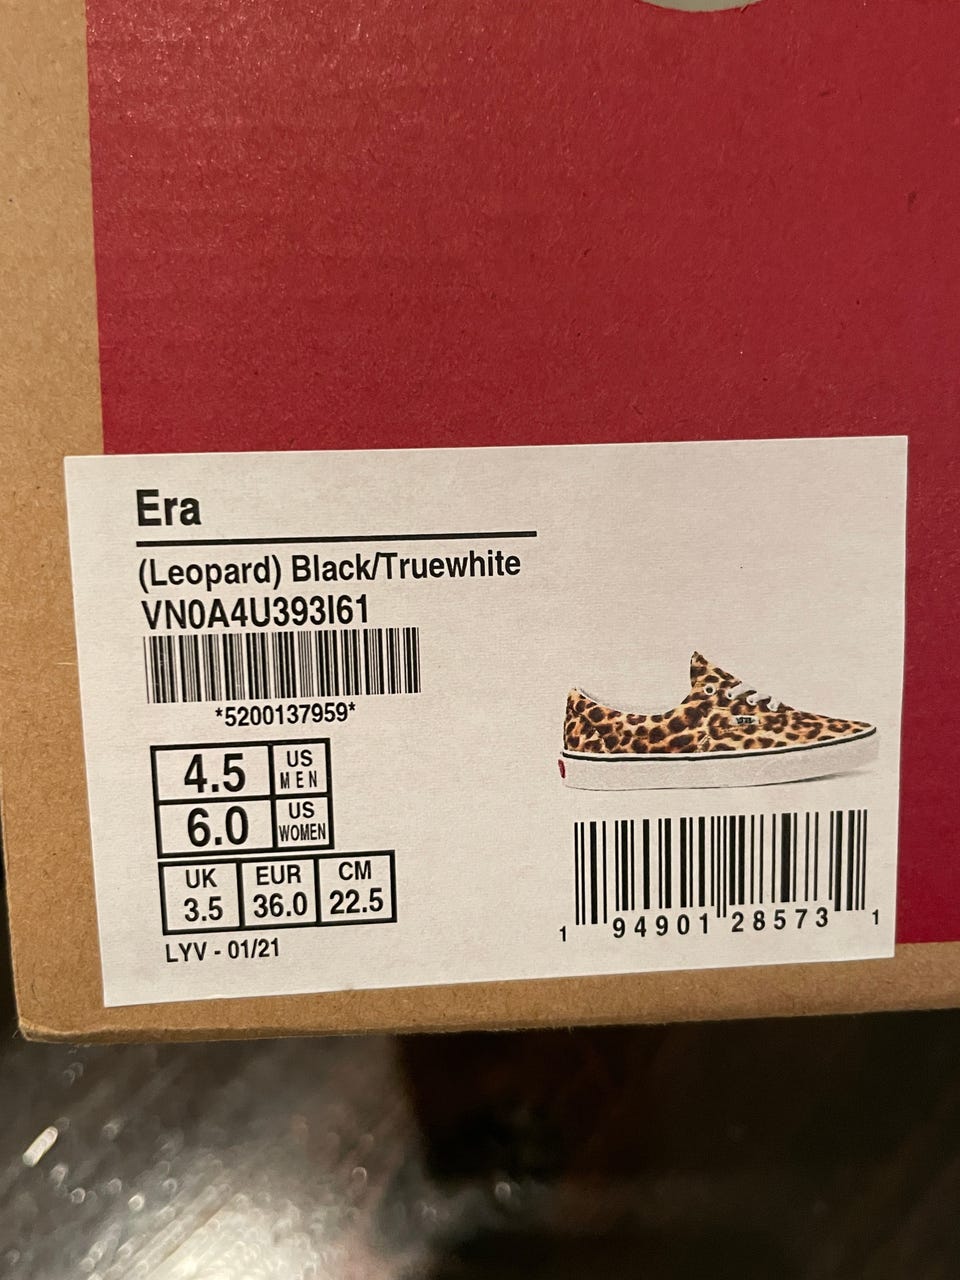 Era
(Leopard) Black/Truewhite
VN0A4U393I61
*5200137959*
4.5 US MEN
6.0 US WOMEN
UK EUR CM
3.5 36.0 22.5
LYV - 01/21
1 94901 28573 1